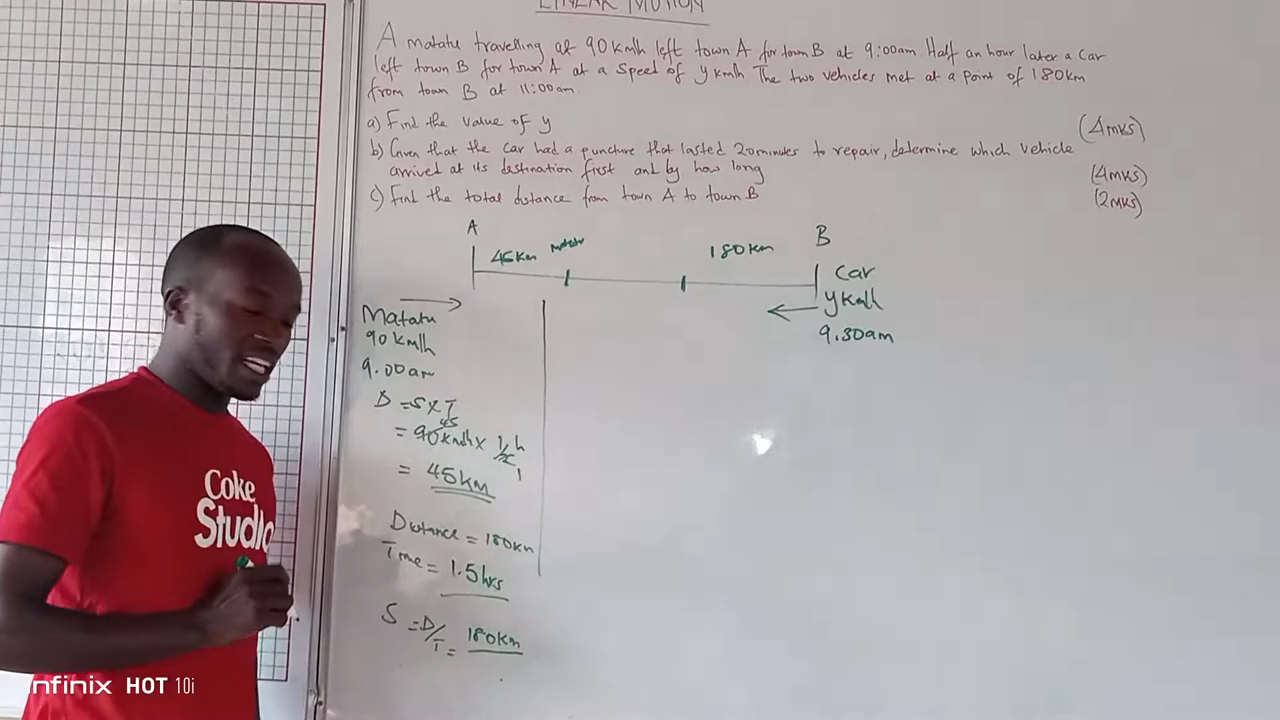 LINEAR MOTION
A matatu travelling at 90 km/h left town A for town B at 9:00am. Half an hour later a car
left town B for town A at a speed of y km/h The two vehicles met at a point of 180km
from town B at 11:00am
a) Find the value of y (4mks)
b) Given that the car had a puncture that lasted 20 minutes to repair, determine which vehicle
arrived at its destination first and by how long (4mks)
c) Find the total distance from town A to town B (2mks)
A
B
45km matatu 180km
Car
y km/h
9.30am
Matatu
90 km/h
9.00am
D = S x T
45
= 90km/h x 1/2 h
1
= 45km
Distance = 180km
Time = 1.5hrs
S = D/T = 180km
Coke
Studio
Infinix HOT 10i